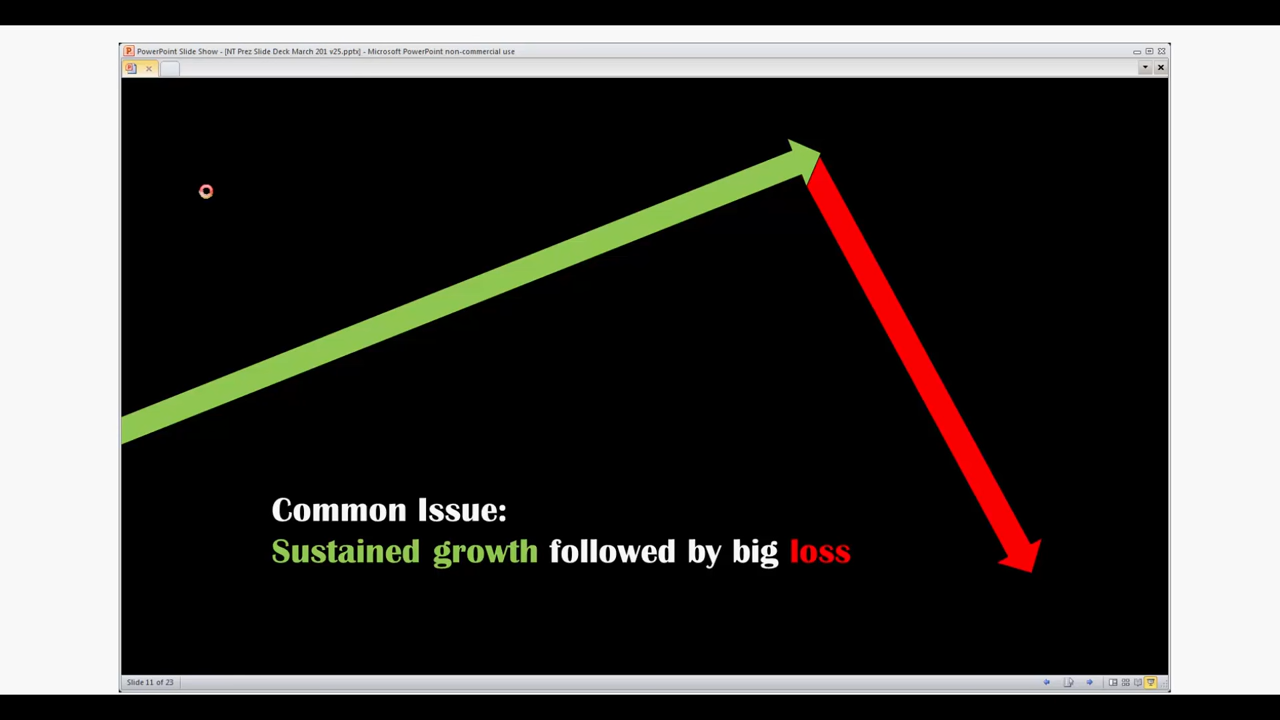 PowerPoint Slide Show - [NT Prez Slide Deck March 201 v25.pptx] - Microsoft PowerPoint non-commercial use
Common Issue:
Sustained growth followed by big loss
Slide 11 of 23